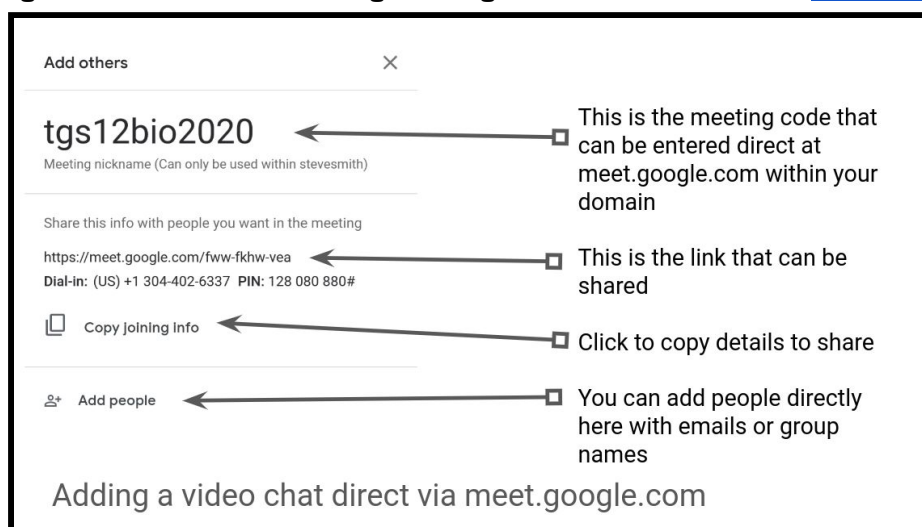 Add others
tgs12bio2020
Meeting nickname (Can only be used within stevesmith)
Share this info with people you want in the meeting
https://meet.google.com/fww-fkhw-vea
Dial-in: (US) +1 304-402-6337 PIN: 128 080 880#
Copy joining info
Add people
This is the meeting code that
can be entered direct at
meet.google.com within your
domain
This is the link that can be
shared
Click to copy details to share
You can add people directly
here with emails or group
names
Adding a video chat direct via meet.google.com